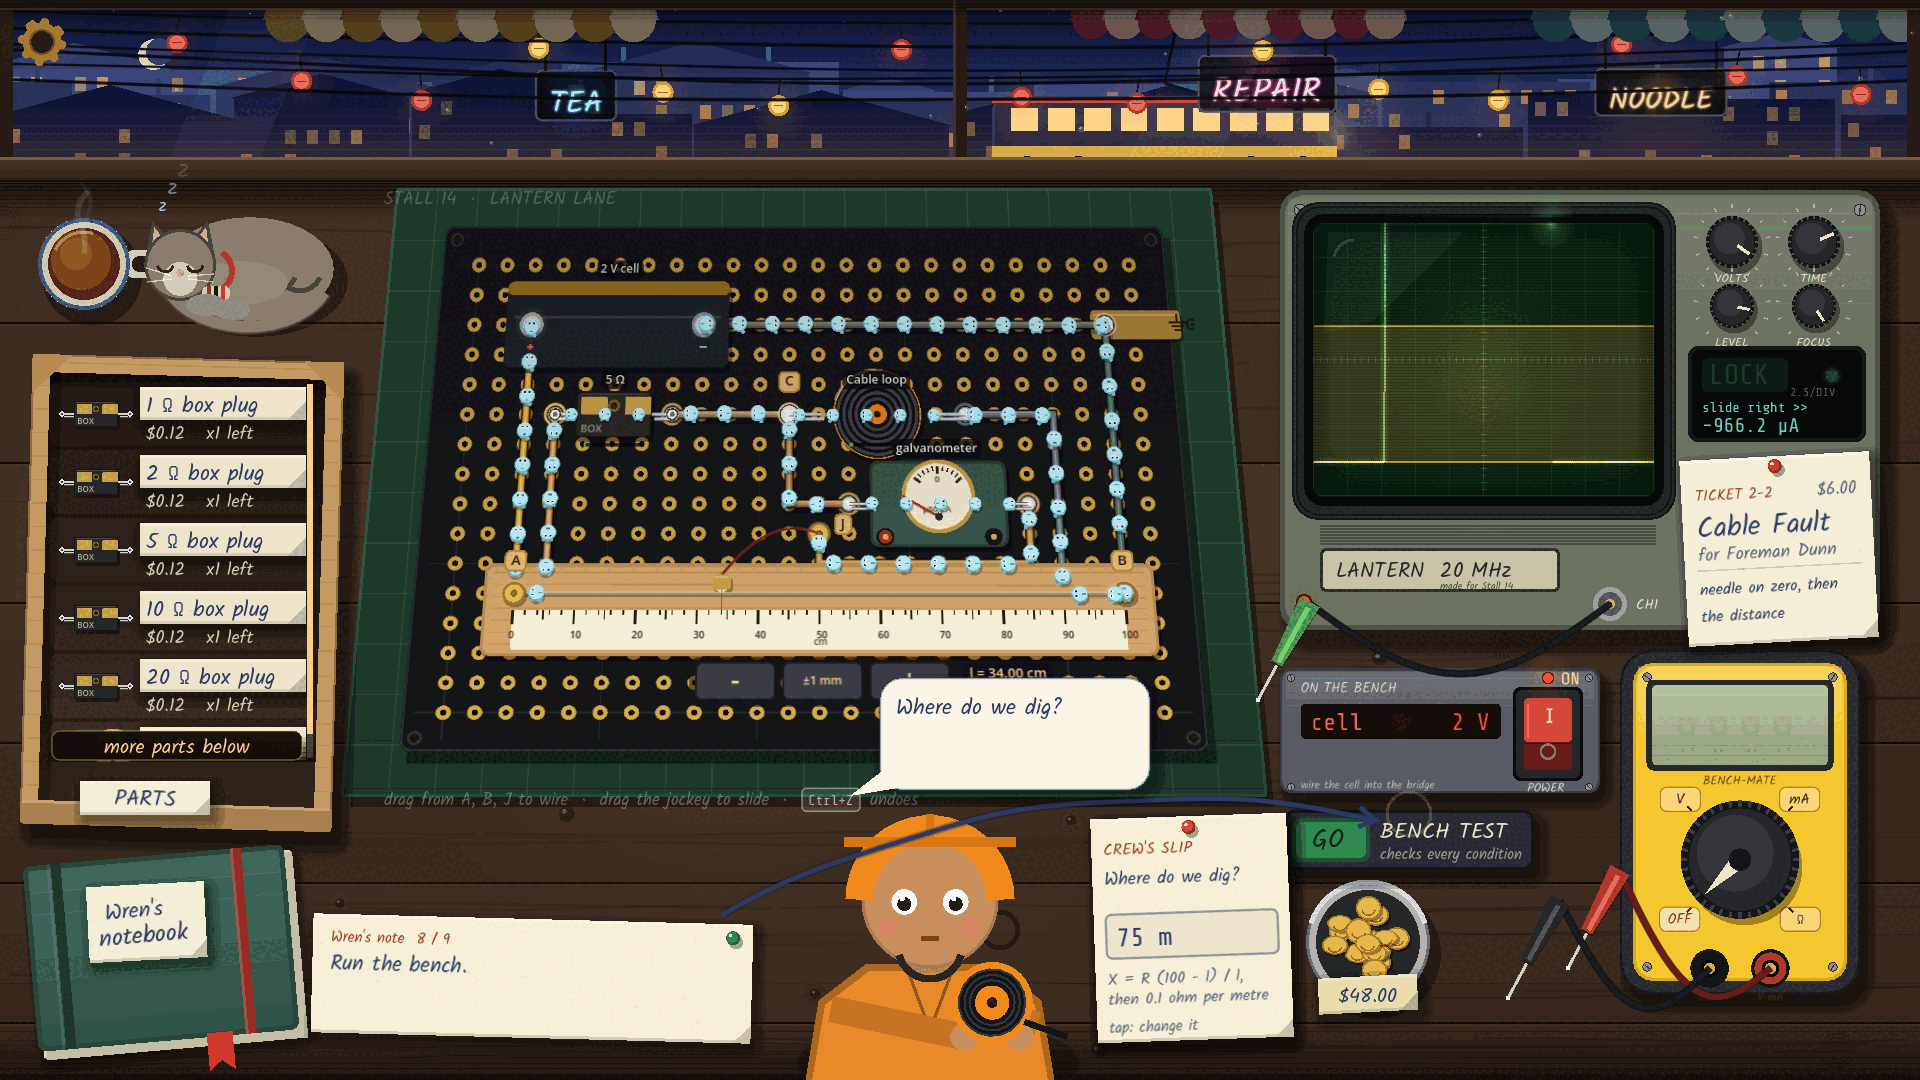 TEA
REPAIR
NOODLE
STALL 14 · LANTERN LANE
z
z
z
2 V cell
+
−
G
5 Ω
BOX
C
Cable loop
galvanometer
0
J
A
B
0 10 20 30 40 50 60 70 80 90 100
cm
-
±1 mm
l = 34.00 cm
Where do we dig?
drag from A, B, J to wire · drag the jockey to slide · Ctrl+Z undoes
BOX
1 Ω box plug
$0.12 x1 left
BOX
2 Ω box plug
$0.12 x1 left
BOX
5 Ω box plug
$0.12 x1 left
BOX
10 Ω box plug
$0.12 x1 left
BOX
20 Ω box plug
$0.12 x1 left
more parts below
PARTS
Wren's
notebook
Wren's note 8 / 9
Run the bench.
VOLTS
TIME
LEVEL
FOCUS
LOCK
2.5/DIV
slide right >>
-966.2 µA
LANTERN 20 MHz
made for Stall 14
CH1
TICKET 2-2 $6.00
Cable Fault
for Foreman Dunn
needle on zero, then
the distance
ON THE BENCH
ON
cell 2 V
I
wire the cell into the bridge
POWER
GO
BENCH TEST
checks every condition
CREW'S SLIP
Where do we dig?
75 m
X = R (100 - l) / l,
then 0.1 ohm per metre
tap: change it
$48.00
BENCH-MATE
V
mA
OFF
Ω